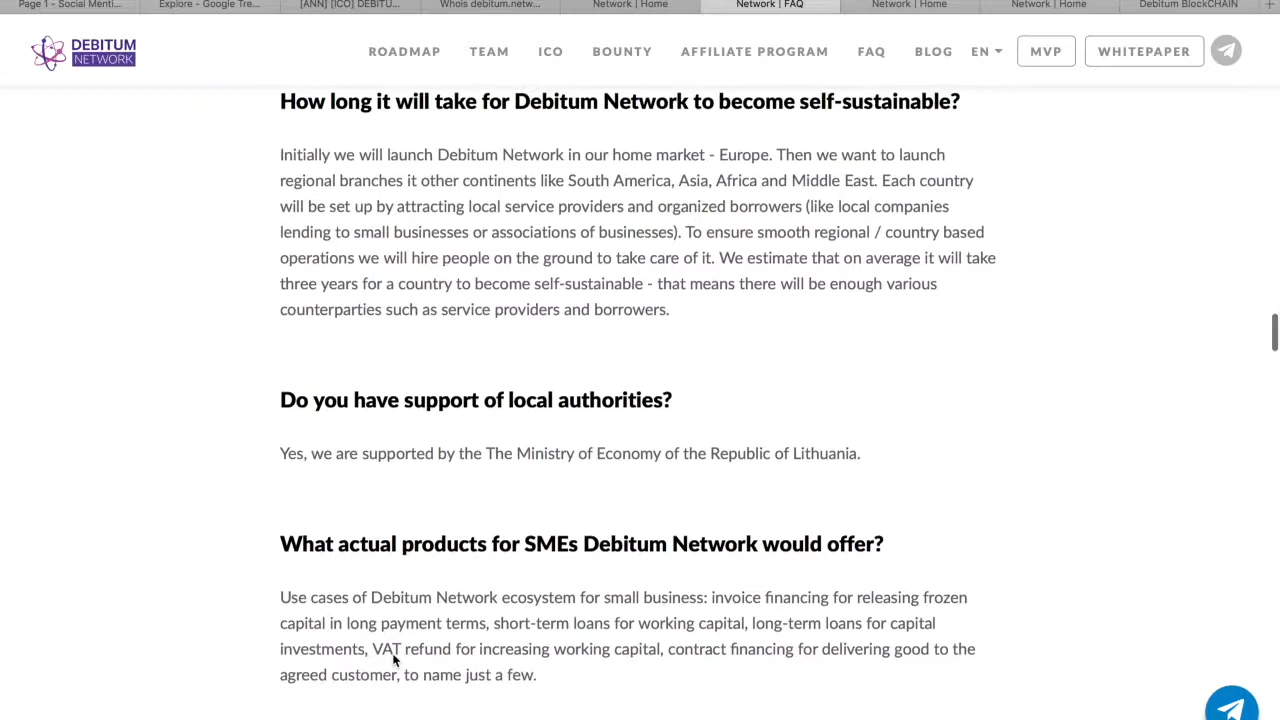 Page 1 - Social Menti...
Explore - Google Tre...
[ANN] [ICO] DEBITU...
Whois debitum.netw...
Network | Home
Network | FAQ
Network | Home
Network | Home
Debitum BlockCHAIN
DEBITUM
NETWORK
ROADMAP
TEAM
ICO
BOUNTY
AFFILIATE PROGRAM
FAQ
BLOG
EN
MVP
WHITEPAPER
How long it will take for Debitum Network to become self-sustainable?
Initially we will launch Debitum Network in our home market - Europe. Then we want to launch
regional branches it other continents like South America, Asia, Africa and Middle East. Each country
will be set up by attracting local service providers and organized borrowers (like local companies
lending to small businesses or associations of businesses). To ensure smooth regional / country based
operations we will hire people on the ground to take care of it. We estimate that on average it will take
three years for a country to become self-sustainable - that means there will be enough various
counterparties such as service providers and borrowers.
Do you have support of local authorities?
Yes, we are supported by the The Ministry of Economy of the Republic of Lithuania.
What actual products for SMEs Debitum Network would offer?
Use cases of Debitum Network ecosystem for small business: invoice financing for releasing frozen
capital in long payment terms, short-term loans for working capital, long-term loans for capital
investments, VAT refund for increasing working capital, contract financing for delivering good to the
agreed customer, to name just a few.